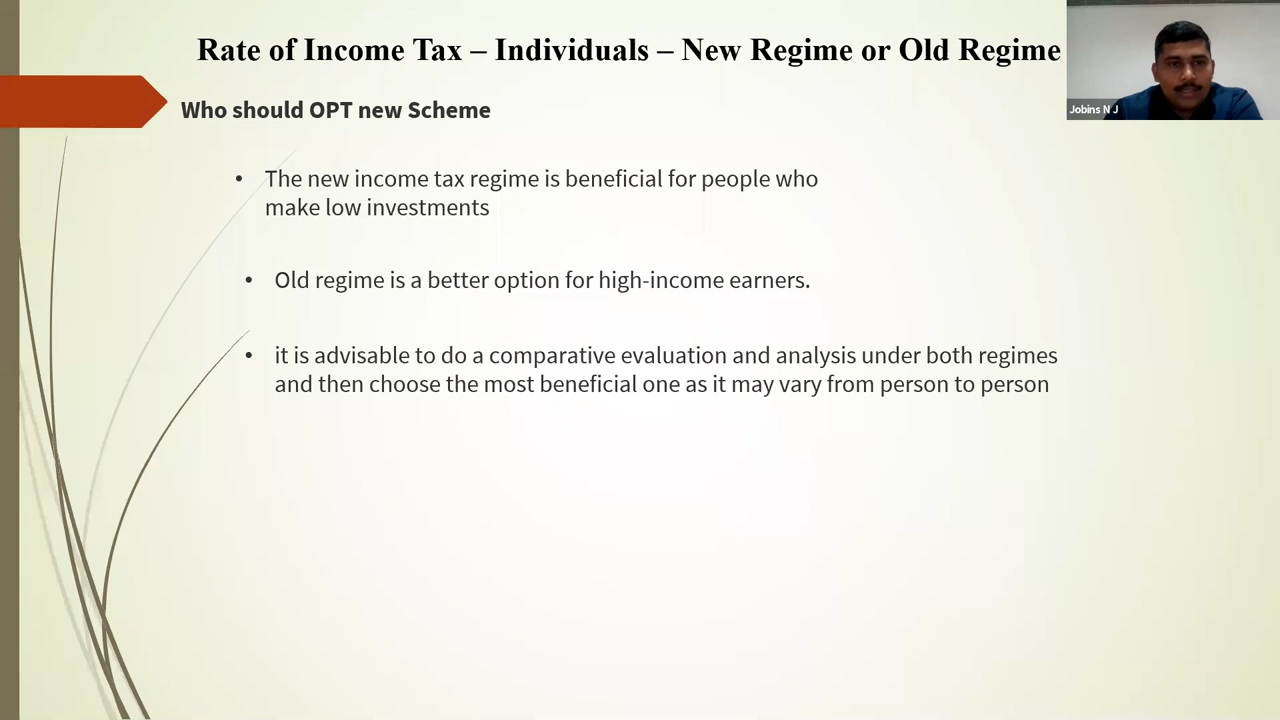 Rate of Income Tax – Individuals – New Regime or Old Regime
Jobins N J
Who should OPT new Scheme
• The new income tax regime is beneficial for people who
make low investments
• Old regime is a better option for high-income earners.
• it is advisable to do a comparative evaluation and analysis under both regimes
and then choose the most beneficial one as it may vary from person to person